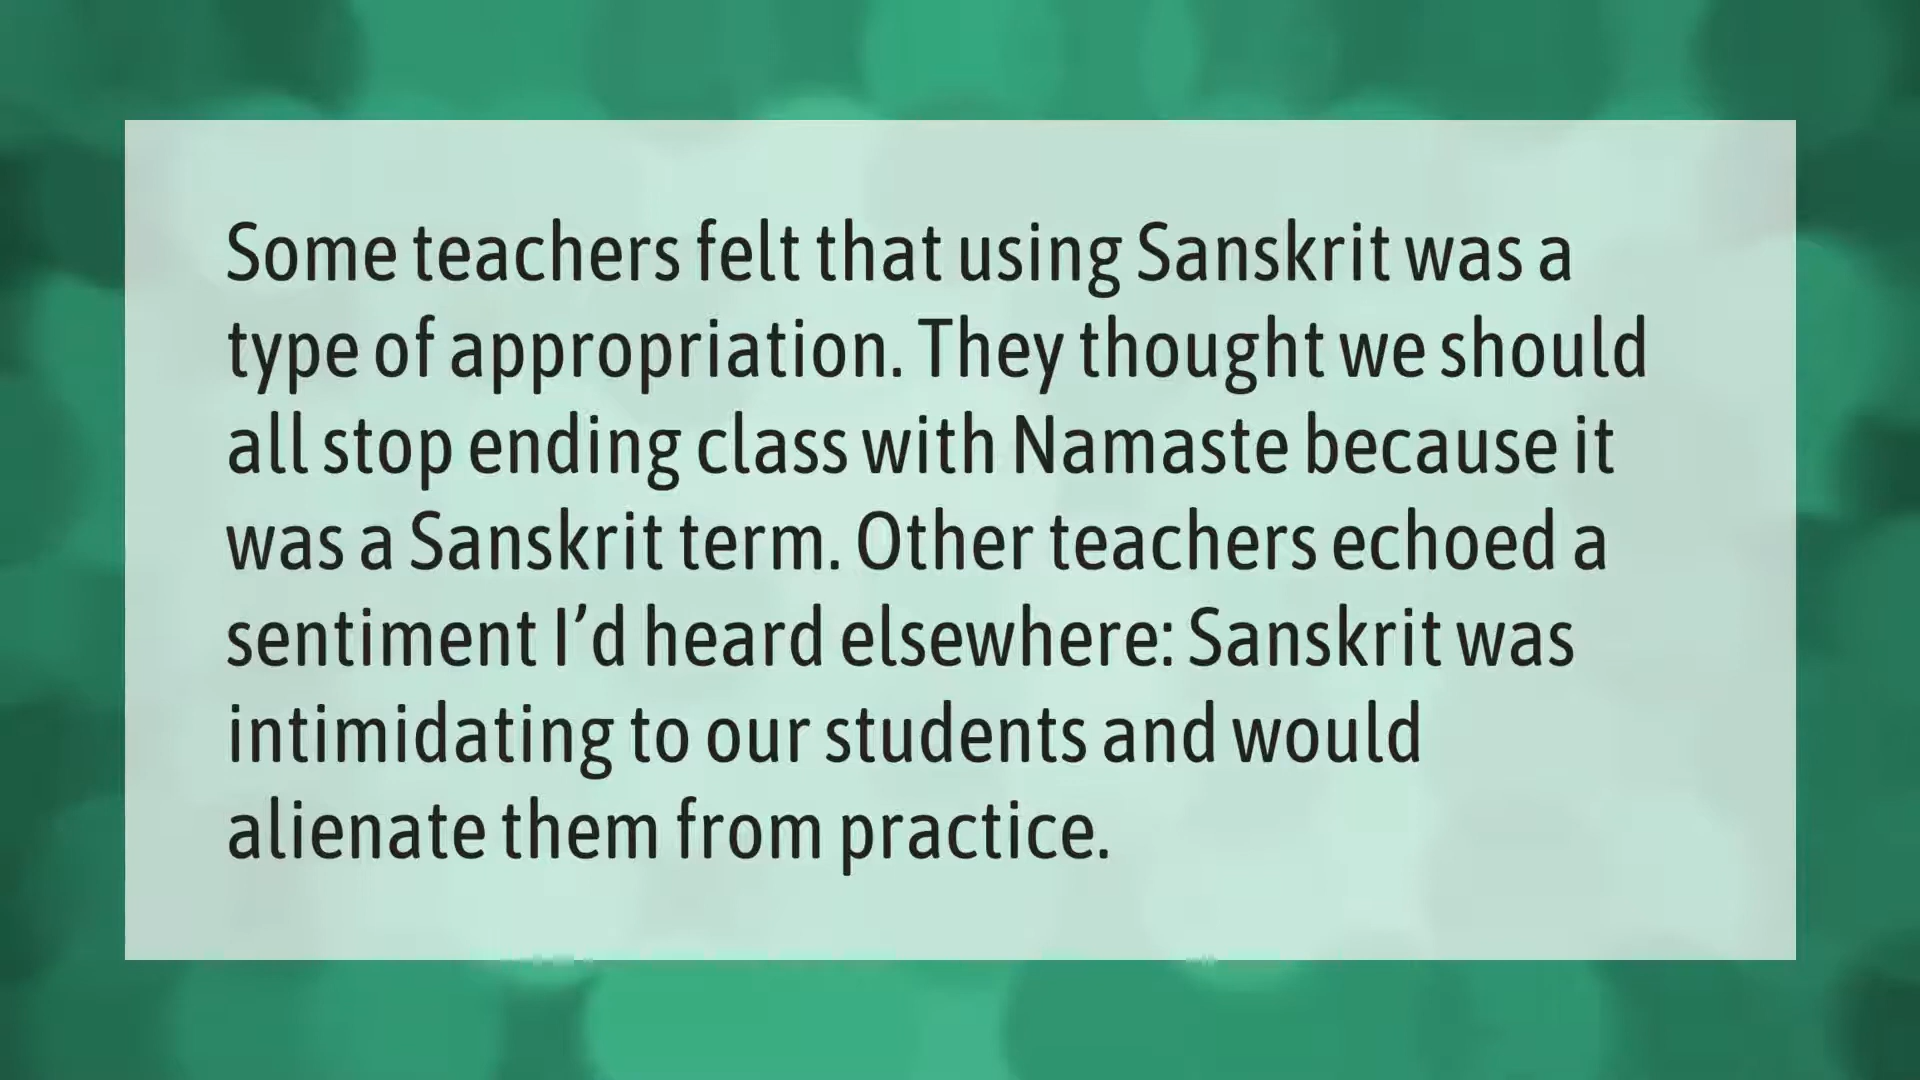 Some teachers felt that using Sanskrit was a
type of appropriation. They thought we should
all stop ending class with Namaste because it
was a Sanskrit term. Other teachers echoed a
sentiment I’d heard elsewhere: Sanskrit was
intimidating to our students and would
alienate them from practice.